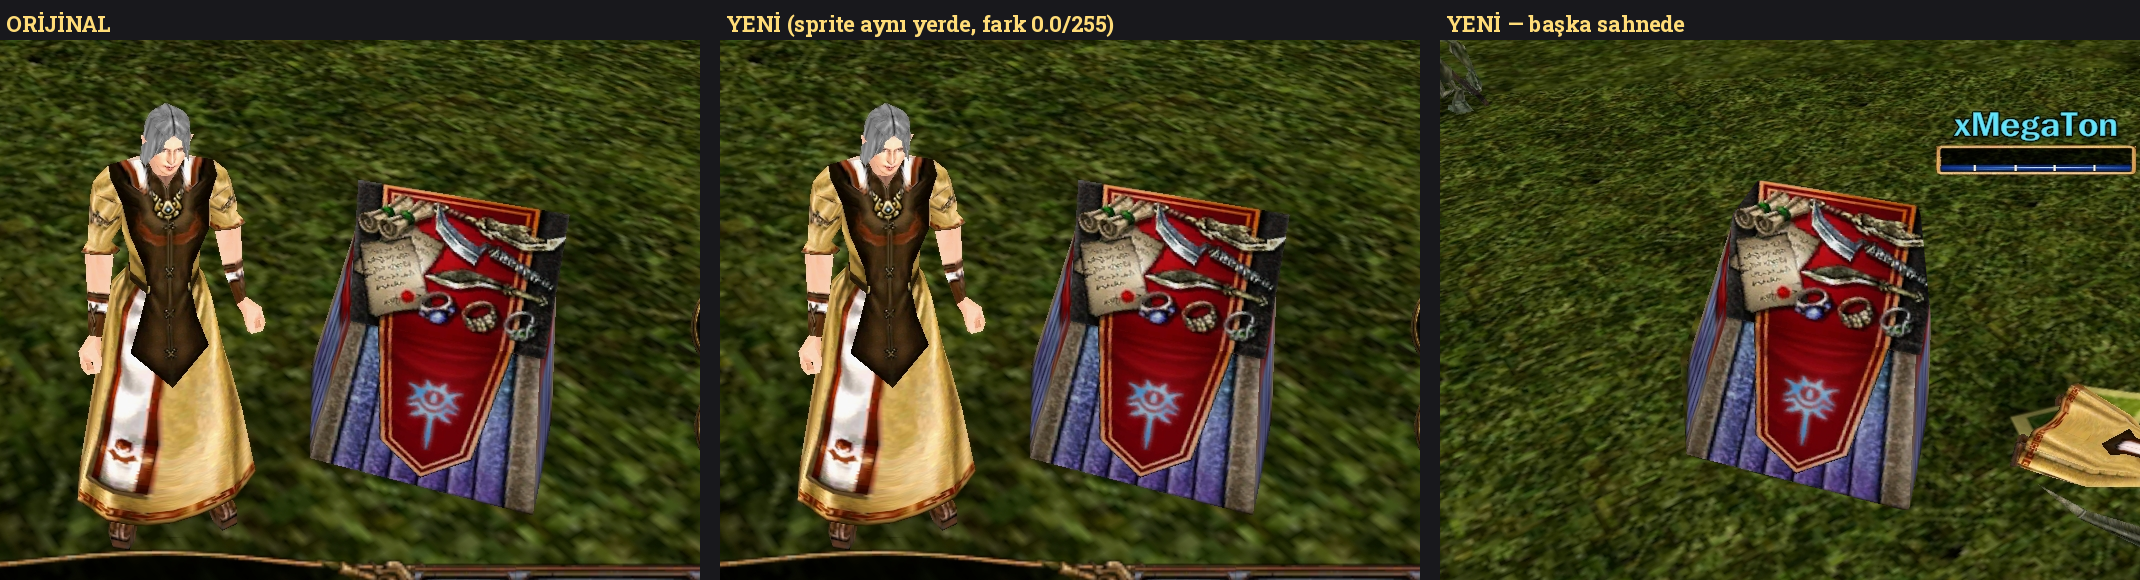 ORİJİNAL
YENİ (sprite aynı yerde, fark 0.0/255)
YENİ — başka sahnede
xMegaTon